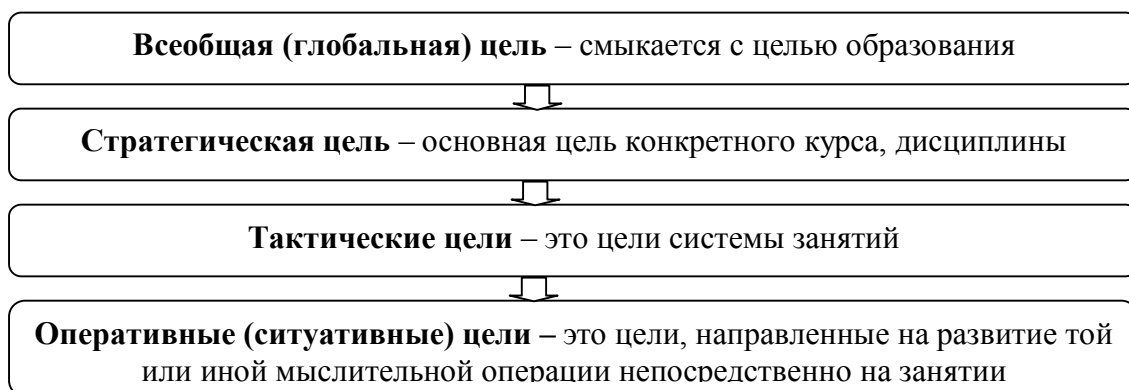 Всеобщая (глобальная) цель – смыкается с целью образования
Стратегическая цель – основная цель конкретного курса, дисциплины
Тактические цели – это цели системы занятий
Оперативные (ситуативные) цели – это цели, направленные на развитие той
или иной мыслительной операции непосредственно на занятии